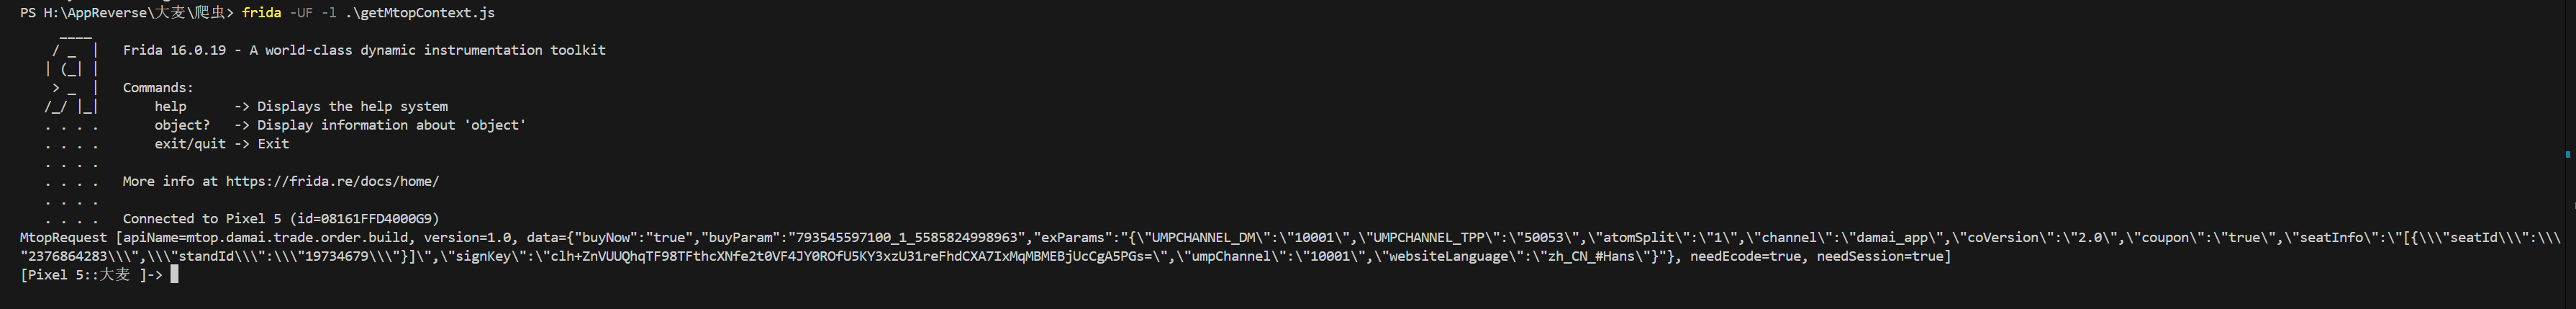 PS H:\AppReverse\大麦\爬虫> frida -UF -l .\getMtopContext.js
     ____
    / _  |   Frida 16.0.19 - A world-class dynamic instrumentation toolkit
   | (_| |
    > _  |   Commands:
   /_/ |_|       help      -> Displays the help system
   . . . .       object?   -> Display information about 'object'
   . . . .       exit/quit -> Exit
   . . . .
   . . . .   More info at https://frida.re/docs/home/
   . . . .
   . . . .   Connected to Pixel 5 (id=08161FFD4000G9)
MtopRequest [apiName=mtop.damai.trade.order.build, version=1.0, data={"buyNow":"true","buyParam":"793545597100_1_5585824998963","exParams":"{\"UMPCHANNEL_DM\":\"10001\",\"UMPCHANNEL_TPP\":\"50053\",\"atomSplit\":\"1\",\"channel\":\"damai_app\",\"coVersion\":\"2.0\",\"coupon\":\"true\",\"seatInfo\":\"[{\\\"seatId\\\":\\\
"2376864283\\\",\\\"standId\\\":\\\"19734679\\\"}]\",\"signKey\":\"clh+ZnVUUQhqTF98TFthcXNfe2t0VF4JY0ROfU5KY3xzU31reFhdCXA7IxMqMBMEBjUcCgA5PGs=\",\"umpChannel\":\"10001\",\"websiteLanguage\":\"zh_CN_#Hans\"}"}, needEcode=true, needSession=true]
[Pixel 5::大麦 ]->